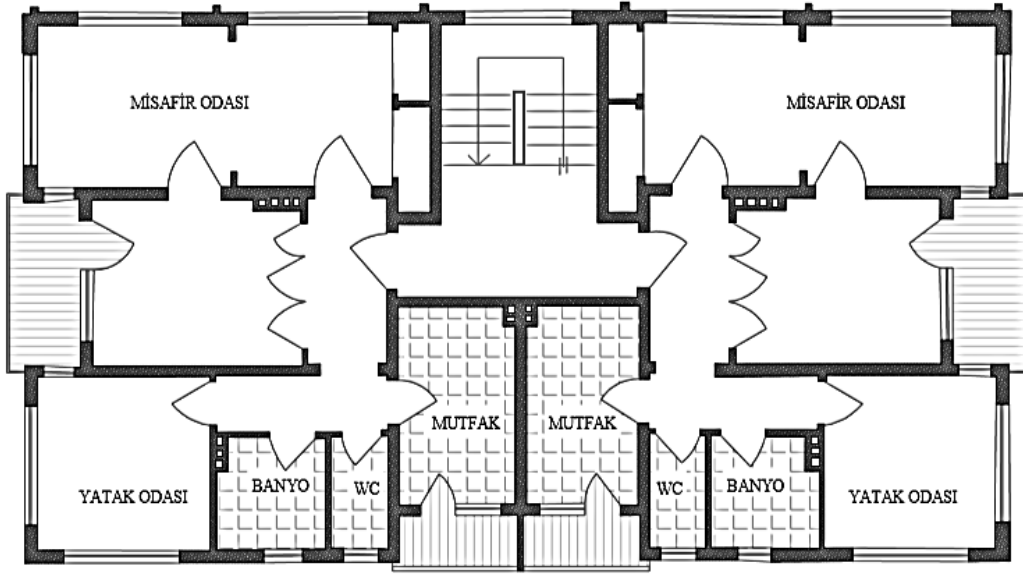 MİSAFİR ODASI
MİSAFİR ODASI
MUTFAK
MUTFAK
YATAK ODASI
BANYO
WC
WC
BANYO
YATAK ODASI